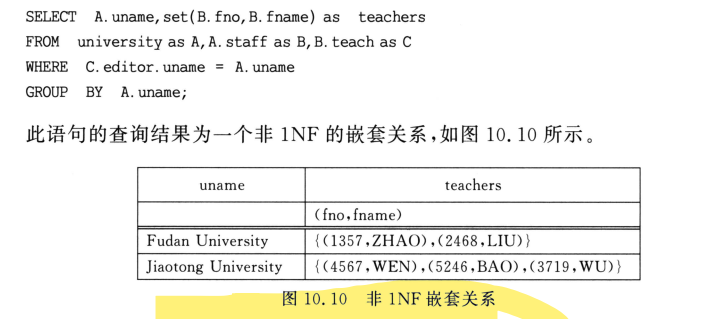 SELECT A.uname,set(B.fno,B.fname) as teachers
FROM university as A,A.staff as B,B.teach as C
WHERE C.editor.uname = A.uname
GROUP BY A.uname;
此语句的查询结果为一个非 1NF 的嵌套关系,如图 10.10 所示。
uname teachers
(fno,fname)
Fudan University {(1357,ZHAO),(2468,LIU)}
Jiaotong University {(4567,WEN),(5246,BAO),(3719,WU)}
图 10.10 非 1NF 嵌套关系